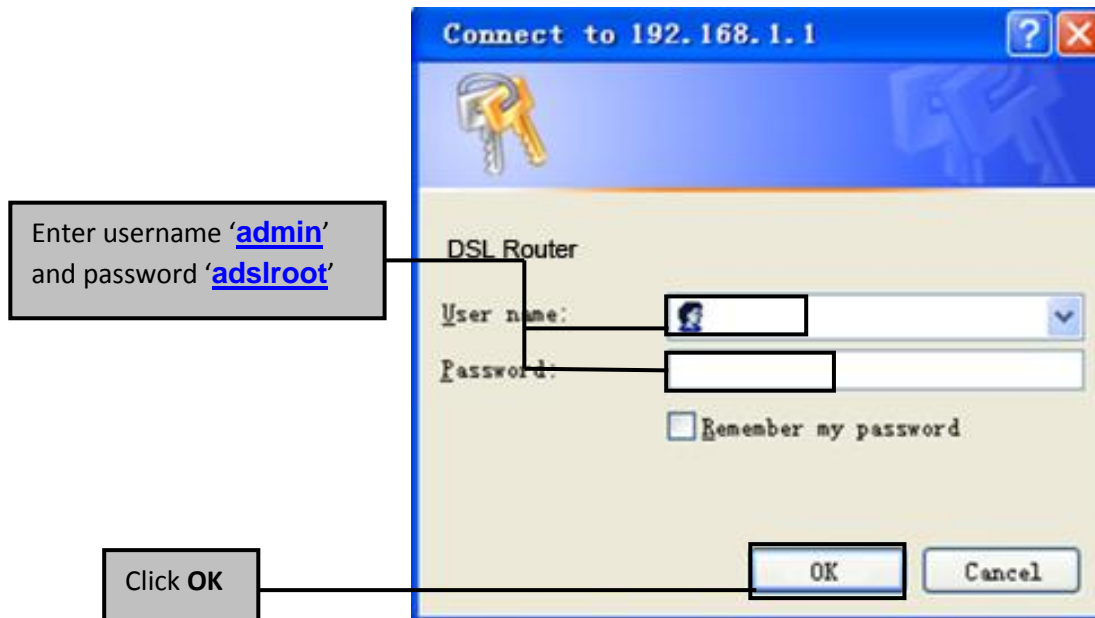 Connect to 192.168.1.1
?
Enter username ‘admin’
and password ‘adslroot’
DSL Router
User name:
Password:
Remember my password
Click OK
OK
Cancel